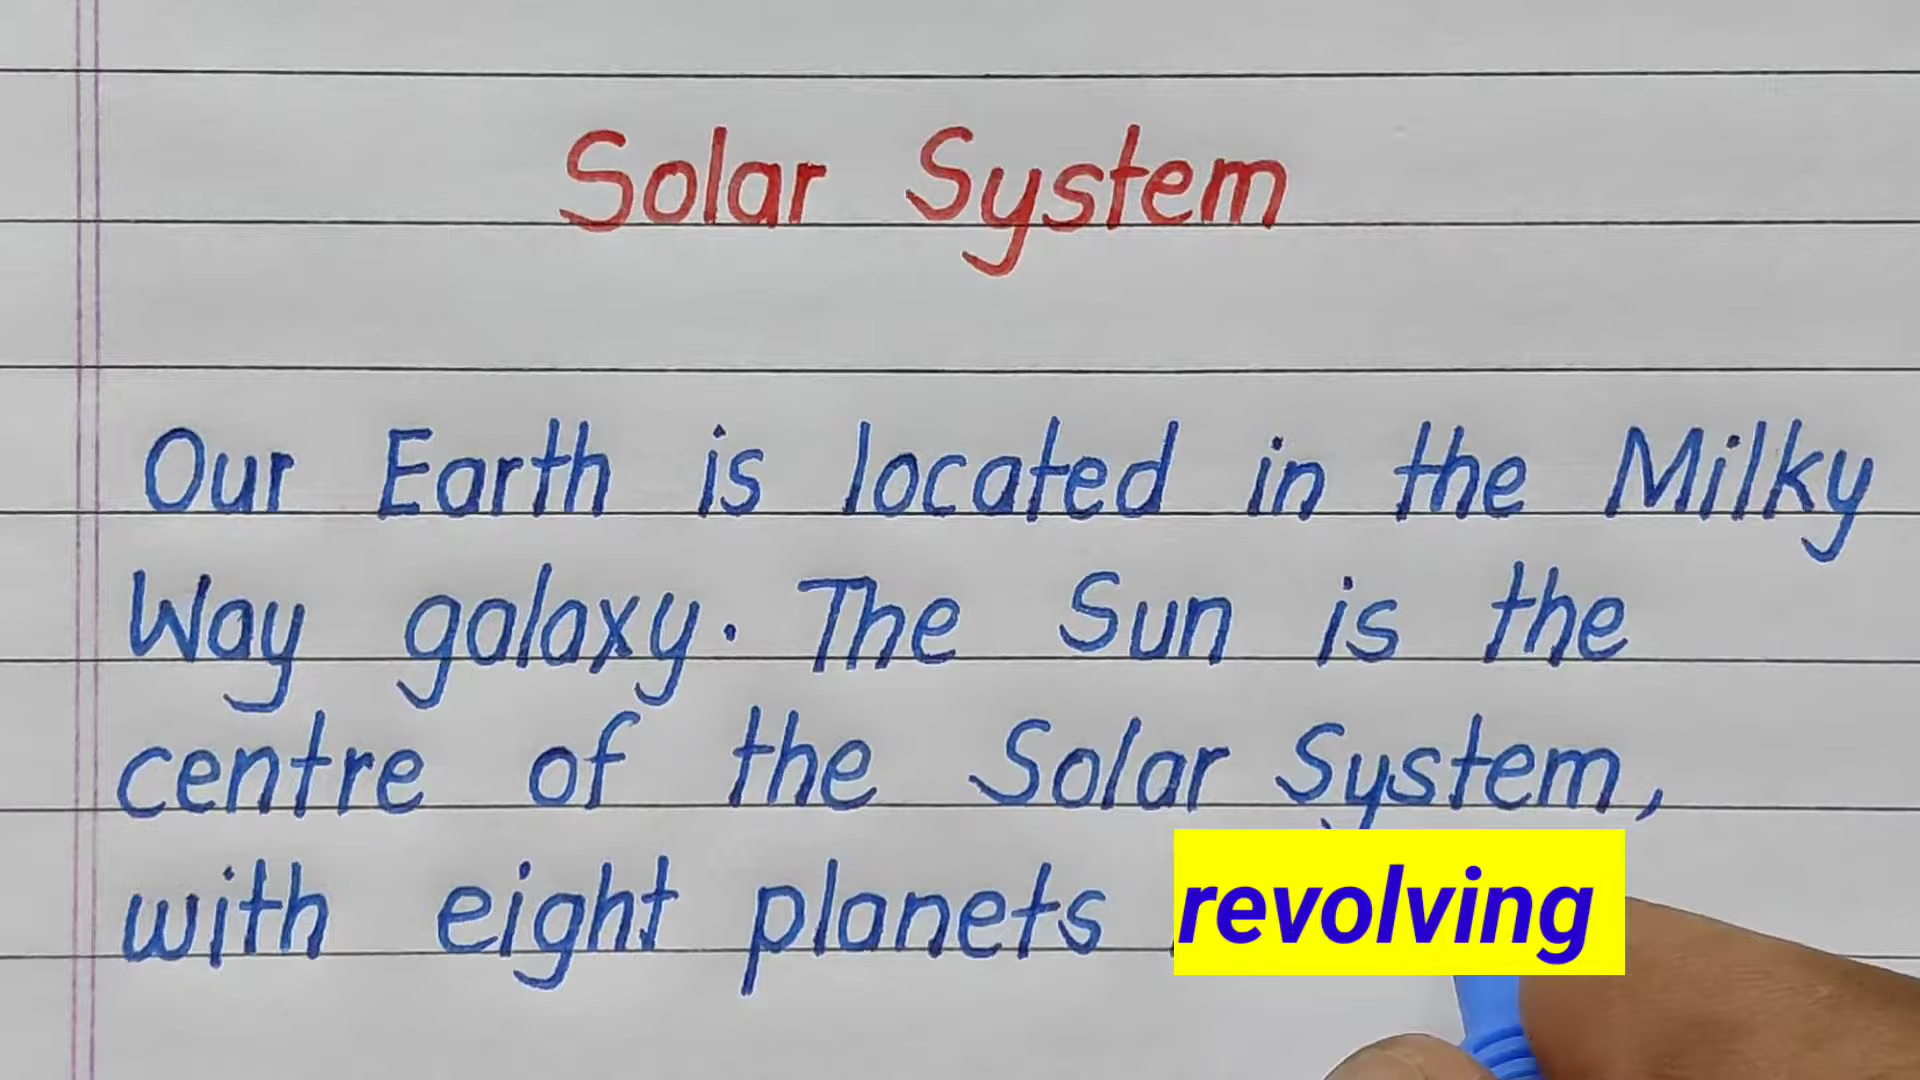 Solar System
Our Earth is located in the Milky
Way galaxy. The Sun is the
centre of the Solar System,
with eight planets revolving